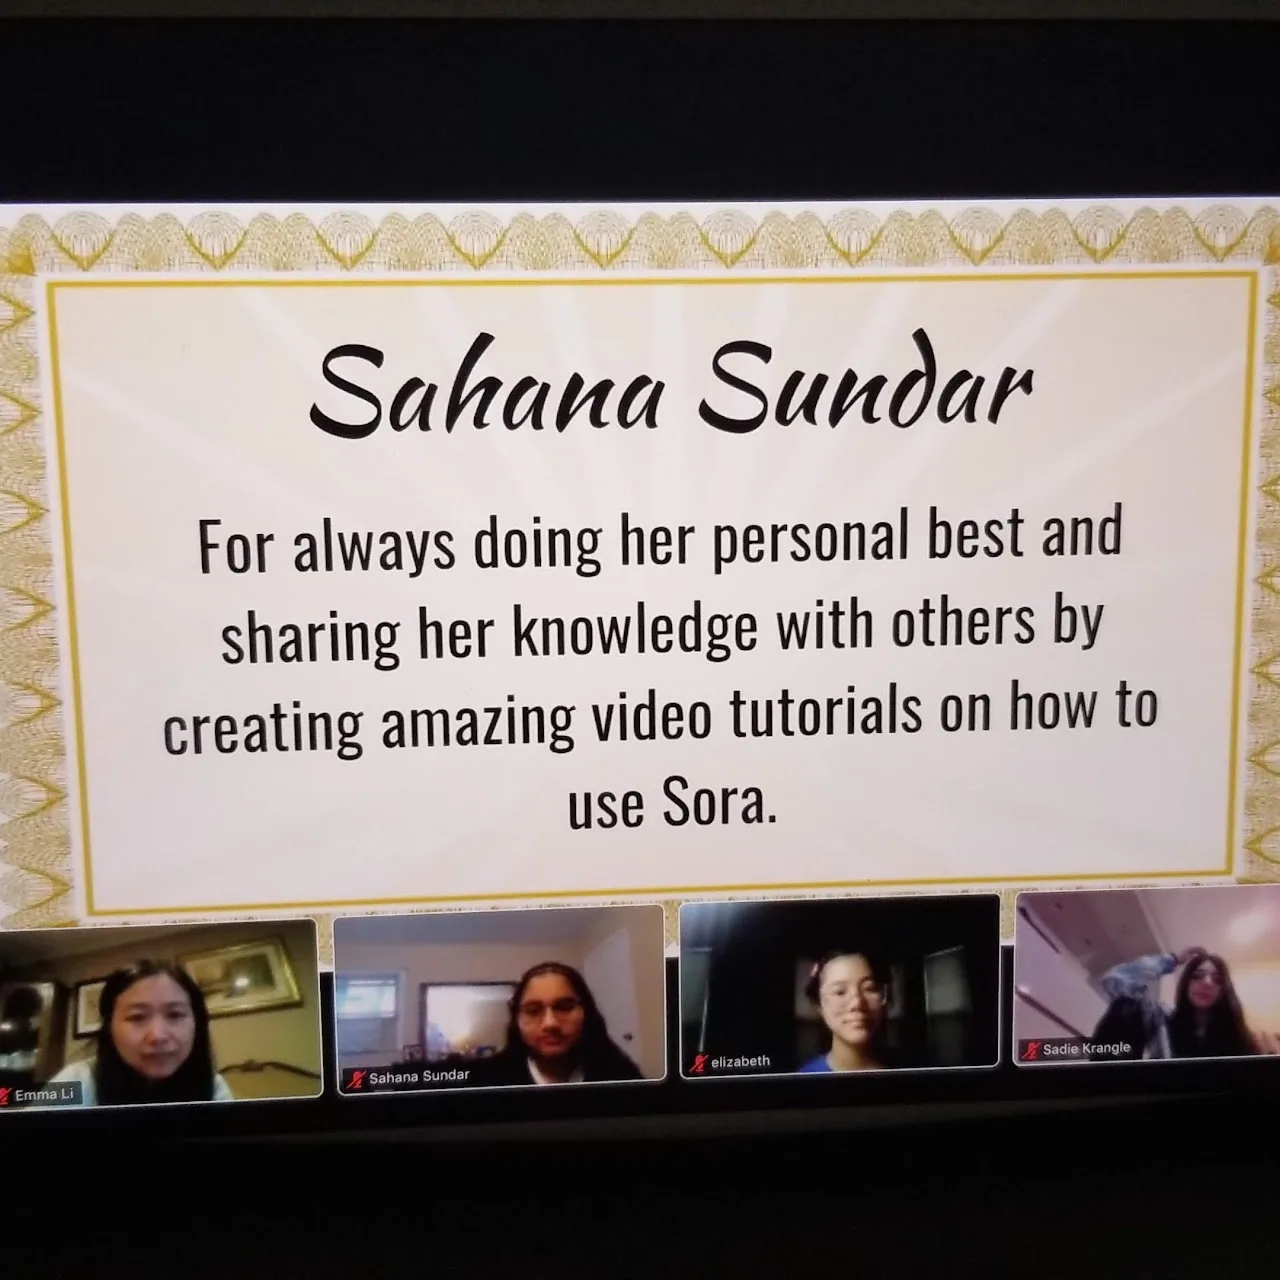 Sahana Sundar
For always doing her personal best and
sharing her knowledge with others by
creating amazing video tutorials on how to
use Sora.
Emma Li
Sahana Sundar
elizabeth
Sadie Krangle